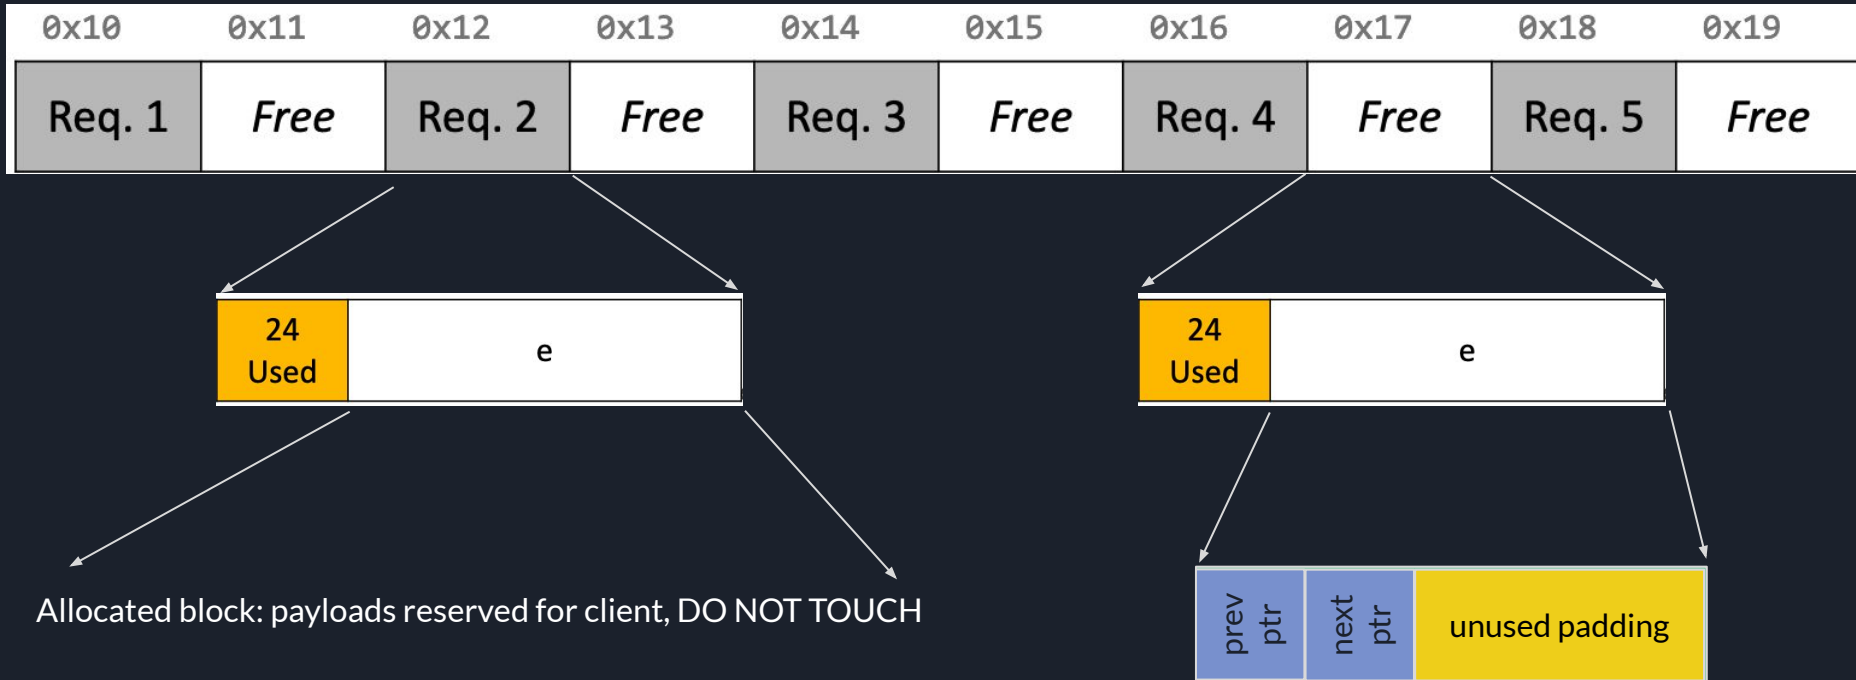 0x10 0x11 0x12 0x13 0x14 0x15 0x16 0x17 0x18 0x19
Req. 1 Free Req. 2 Free Req. 3 Free Req. 4 Free Req. 5 Free
24
Used
e
24
Used
e
Allocated block: payloads reserved for client, DO NOT TOUCH
prev
ptr
next
ptr
unused padding